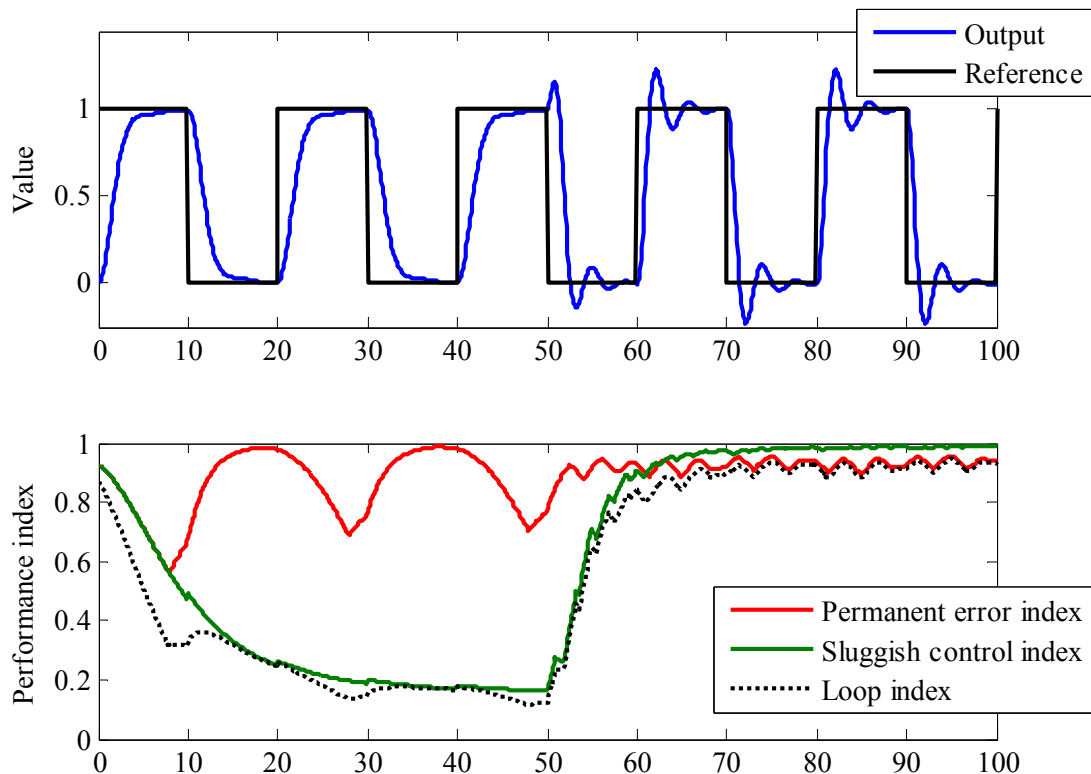 Output
Reference
Value
1
0.5
0
0 10 20 30 40 50 60 70 80 90 100
Performance index
1
0.8
0.6
0.4
0.2
0
Permanent error index
Sluggish control index
Loop index
0 10 20 30 40 50 60 70 80 90 100